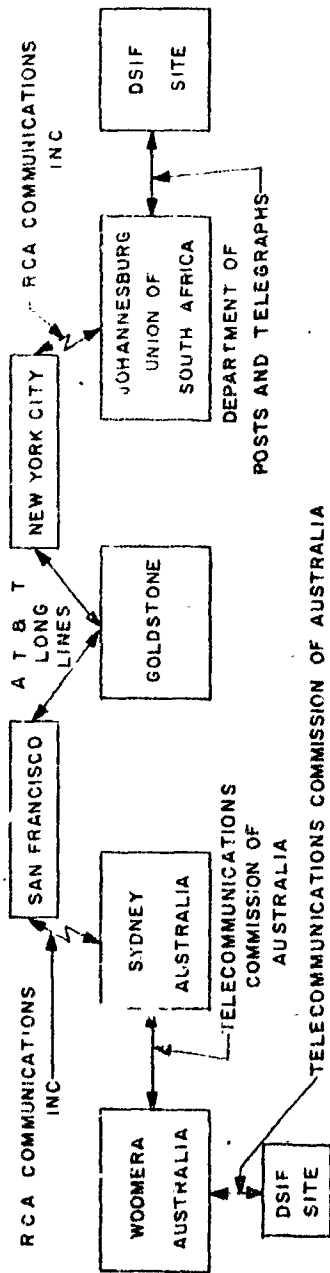 RCA COMMUNICATIONS
INC
SAN FRANCISCO
A T & T
LONG
LINES
NEW YORK CITY
RCA COMMUNICATIONS
INC
WOOMERA
AUSTRALIA
SYDNEY
AUSTRALIA
GOLDSTONE
JOHANNESBURG
UNION OF
SOUTH AFRICA
DSIF
SITE
DSIF
SITE
TELECOMMUNICATIONS
COMMISSION OF
AUSTRALIA
DEPARTMENT OF
POSTS AND TELEGRAPHS
TELECOMMUNICATIONS COMMISSION OF AUSTRALIA